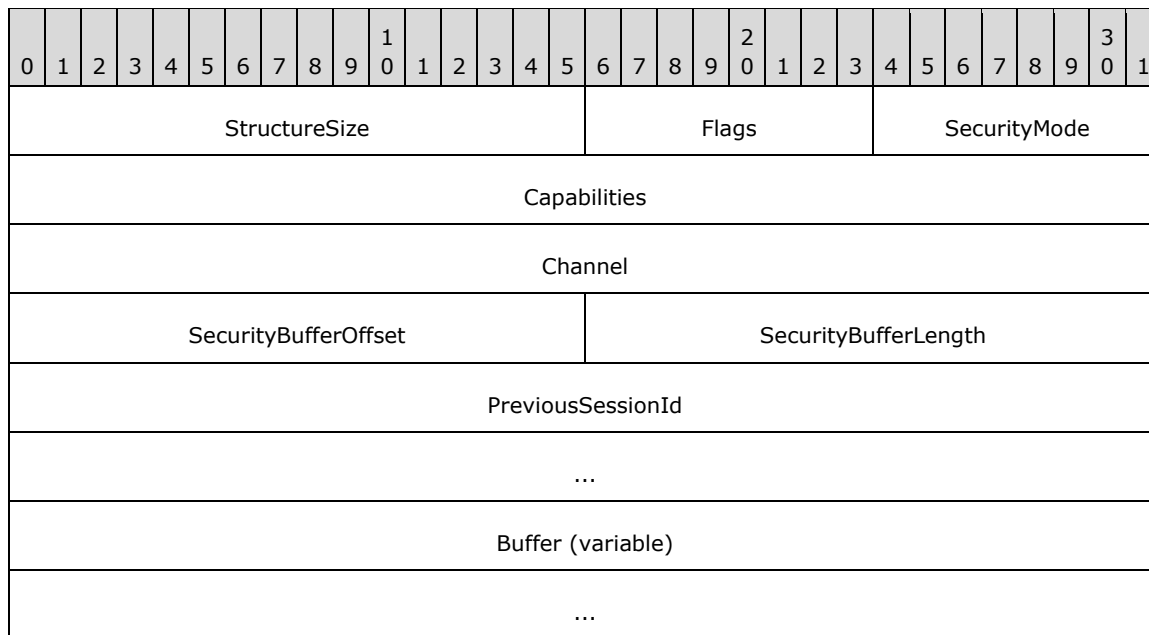 1 2 3
0 1 2 3 4 5 6 7 8 9 0 1 2 3 4 5 6 7 8 9 0 1 2 3 4 5 6 7 8 9 0 1
StructureSize Flags SecurityMode
Capabilities
Channel
SecurityBufferOffset SecurityBufferLength
PreviousSessionId
...
Buffer (variable)
...